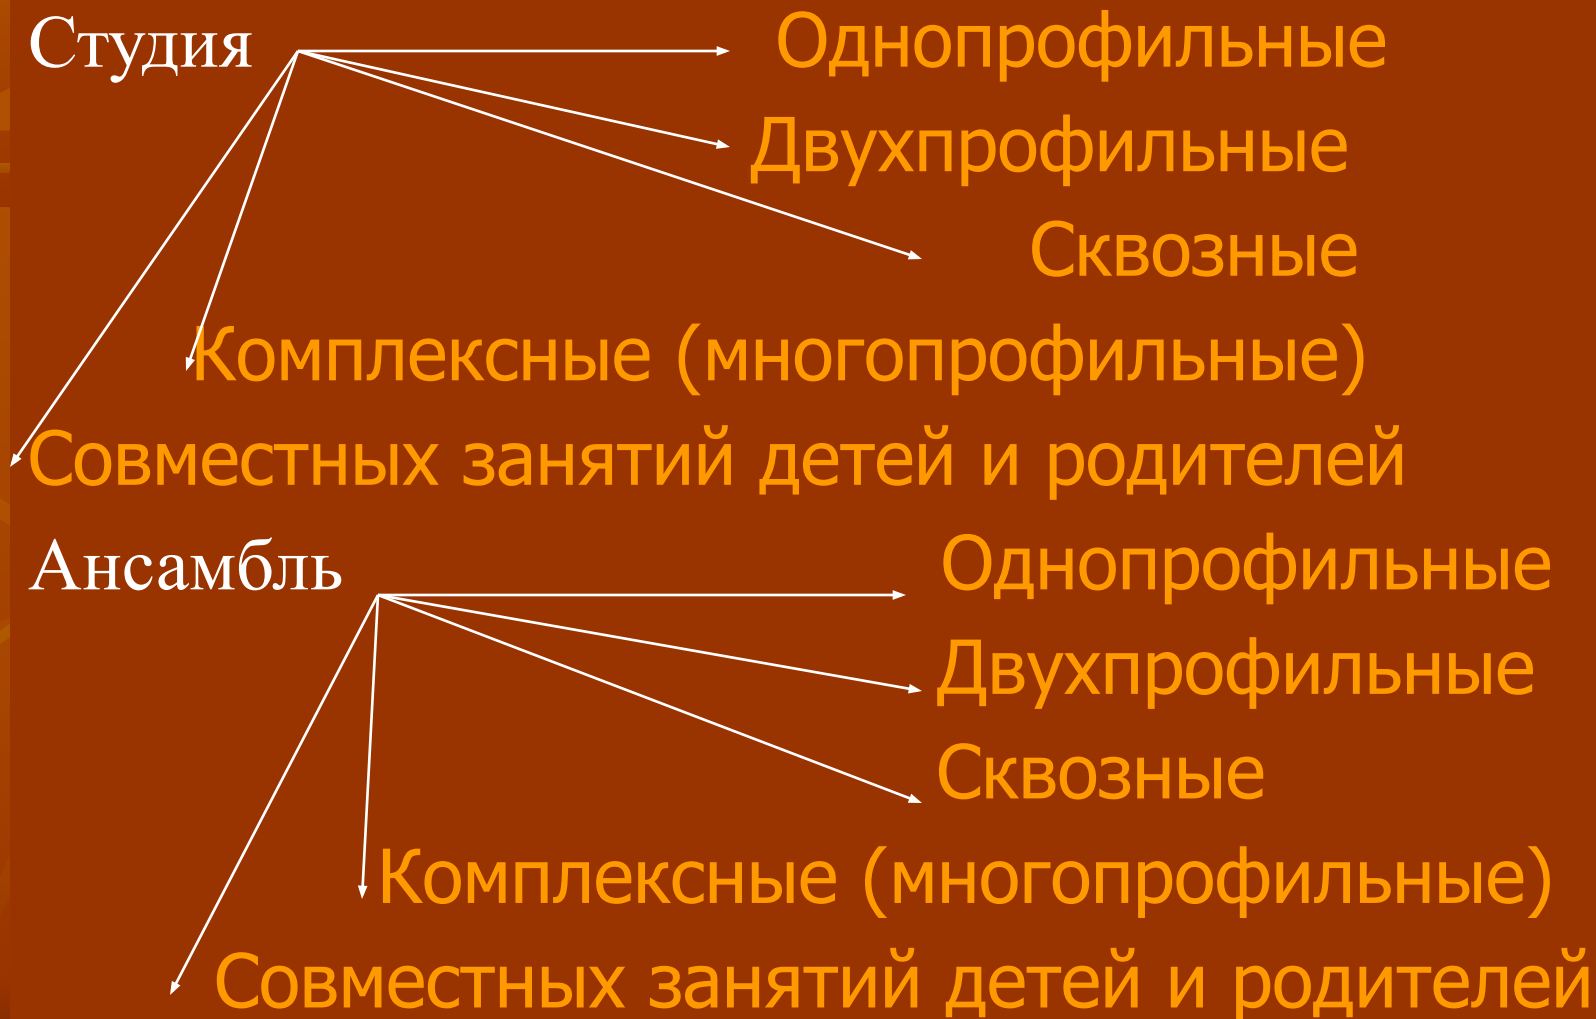 Студия Однопрофильные
Двухпрофильные
Сквозные
Комплексные (многопрофильные)
Совместных занятий детей и родителей
Ансамбль Однопрофильные
Двухпрофильные
Сквозные
Комплексные (многопрофильные)
Совместных занятий детей и родителей